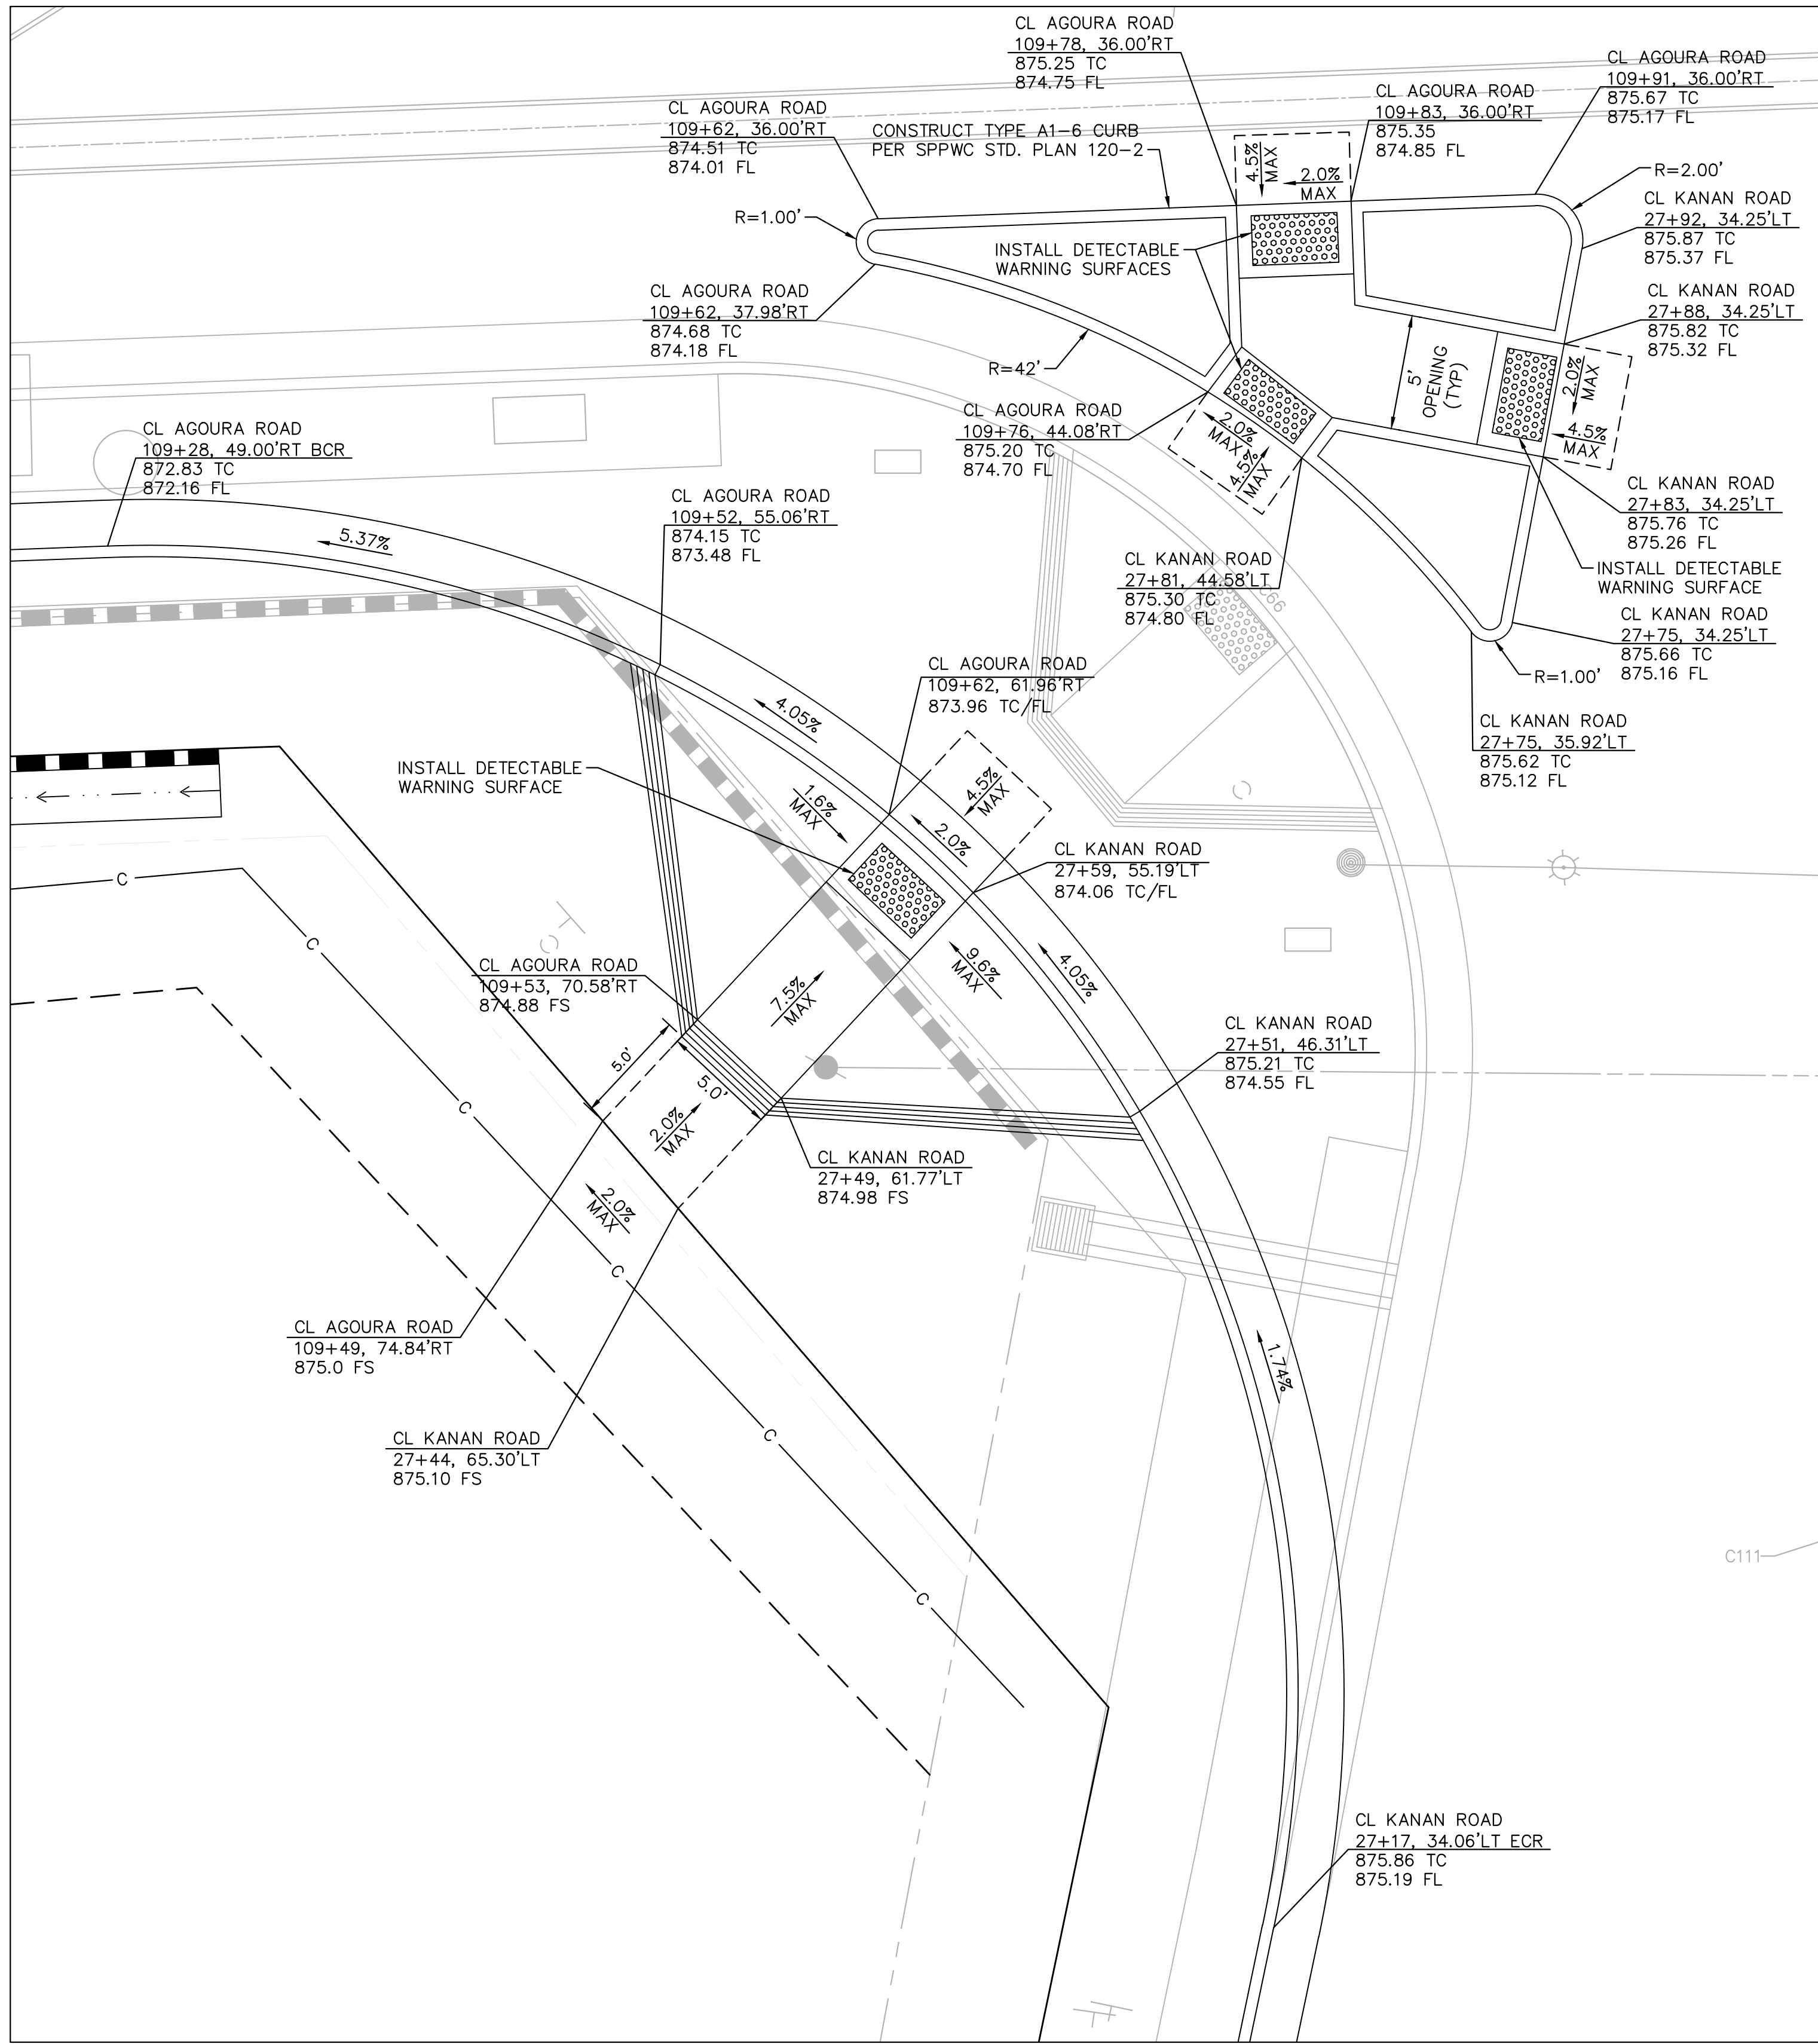 CL AGOURA ROAD
109+78, 36.00'RT
875.25 TC
874.75 FL
CL AGOURA ROAD
109+91, 36.00'RT
875.67 TC
875.17 FL
CL AGOURA ROAD
109+83, 36.00'RT
875.35
874.85 FL
CL AGOURA ROAD
109+62, 36.00'RT
874.51 TC
874.01 FL
CONSTRUCT TYPE A1-6 CURB
PER SPPWC STD. PLAN 120-2
4.5%
MAX
2.0%
MAX
R=2.00'
R=1.00'
CL KANAN ROAD
27+92, 34.25'LT
875.87 TC
875.37 FL
INSTALL DETECTABLE
WARNING SURFACES
CL AGOURA ROAD
109+62, 37.98'RT
874.68 TC
874.18 FL
CL KANAN ROAD
27+88, 34.25'LT
875.82 TC
875.32 FL
R=42'
5'
OPENING
(TYP)
2.0%
MAX
4.5%
MAX
CL AGOURA ROAD
109+76, 44.08'RT
875.20 TC
874.70 FL
2.0%
MAX
4.5%
MAX
CL AGOURA ROAD
109+28, 49.00'RT BCR
872.83 TC
872.16 FL
CL KANAN ROAD
27+83, 34.25'LT
875.76 TC
875.26 FL
CL AGOURA ROAD
109+52, 55.06'RT
874.15 TC
873.48 FL
5.37%
CL KANAN ROAD
27+81, 44.58'LT
875.30 TC
874.80 FL
C66
INSTALL DETECTABLE
WARNING SURFACE
CL KANAN ROAD
27+75, 34.25'LT
875.66 TC
875.16 FL
R=1.00'
CL AGOURA ROAD
109+62, 61.96'RT
873.96 TC/FL
4.05%
CL KANAN ROAD
27+75, 35.92'LT
875.62 TC
875.12 FL
INSTALL DETECTABLE
WARNING SURFACE
1.6%
MAX
4.5%
MAX
2.0%
CL KANAN ROAD
27+59, 55.19'LT
874.06 TC/FL
C
C
9.6%
MAX
4.05%
CL AGOURA ROAD
109+53, 70.58'RT
874.88 FS
7.5%
MAX
CL KANAN ROAD
27+51, 46.31'LT
875.21 TC
874.55 FL
5.0'
5.0'
C
2.0%
MAX
CL KANAN ROAD
27+49, 61.77'LT
874.98 FS
2.0%
MAX
C
CL AGOURA ROAD
109+49, 74.84'RT
875.0 FS
1.74%
CL KANAN ROAD
27+44, 65.30'LT
875.10 FS
C
C111
C
CL KANAN ROAD
27+17, 34.06'LT ECR
875.86 TC
875.19 FL